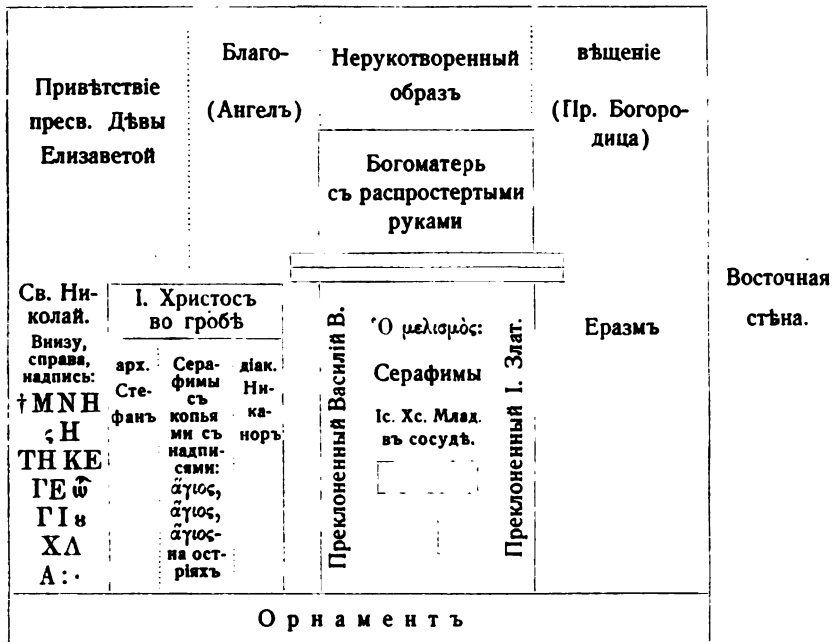 Привѣтствіе
пресв. Дѣвы
Елизаветой
Благо-
(Ангелъ)
Нерукотворенный
образъ
Богоматерь
съ распростертыми
руками
вѣщеніе
(Пр. Богоро-
дица)
Св. Ни-
колай.
Внизу,
справа,
надпись:
†ΜΝΗ
ςΗ
ΤΗ ΚΕ
ΓΕ ѿ
ΓΙ ȣ
ΧΛ
Α:·
І. Христосъ
во гробѣ
арх.
Сте-
фанъ
Сера-
фимы
съ
копья
ми съ
надпи-
сями:
ἅγιος,
ἅγιος,
ἅγιος-
на ост-
ріяхъ
діак.
Ни-
ка-
норъ
Преклоненный Василій В.
Ὁ μελισμὸς:
Серафимы
Іс. Хс. Млад.
въ сосудѣ.
Преклоненный І. Злат.
Еразмъ
Восточная
стѣна.
Орнаментъ